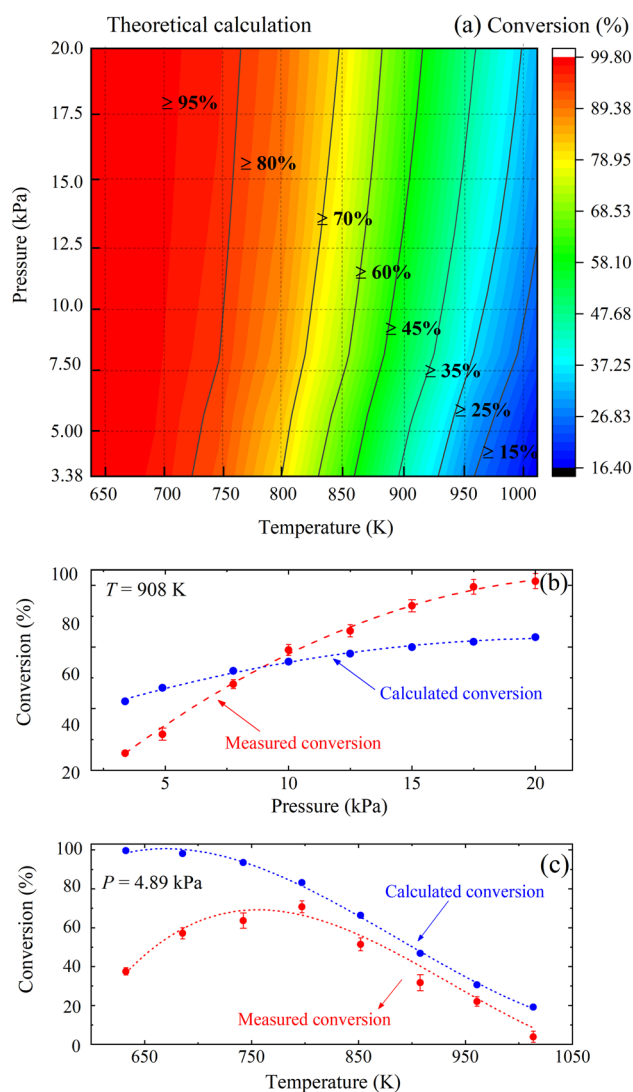 Theoretical calculation
(a) Conversion (%)
20.0
17.5
15.0
12.5
10.0
7.50
5.00
3.38
Pressure (kPa)
≥ 95%
≥ 80%
≥ 70%
≥ 60%
≥ 45%
≥ 35%
≥ 25%
≥ 15%
99.80
89.38
78.95
68.53
58.10
47.68
37.25
26.83
16.40
650 700 750 800 850 900 950 1000
Temperature (K)
T = 908 K
(b)
100
80
60
40
20
Conversion (%)
Calculated conversion
Measured conversion
5 10 15 20
Pressure (kPa)
(c)
100
80
60
40
20
0
Conversion (%)
P = 4.89 kPa
Calculated conversion
Measured conversion
650 750 850 960 1050
Temperature (K)